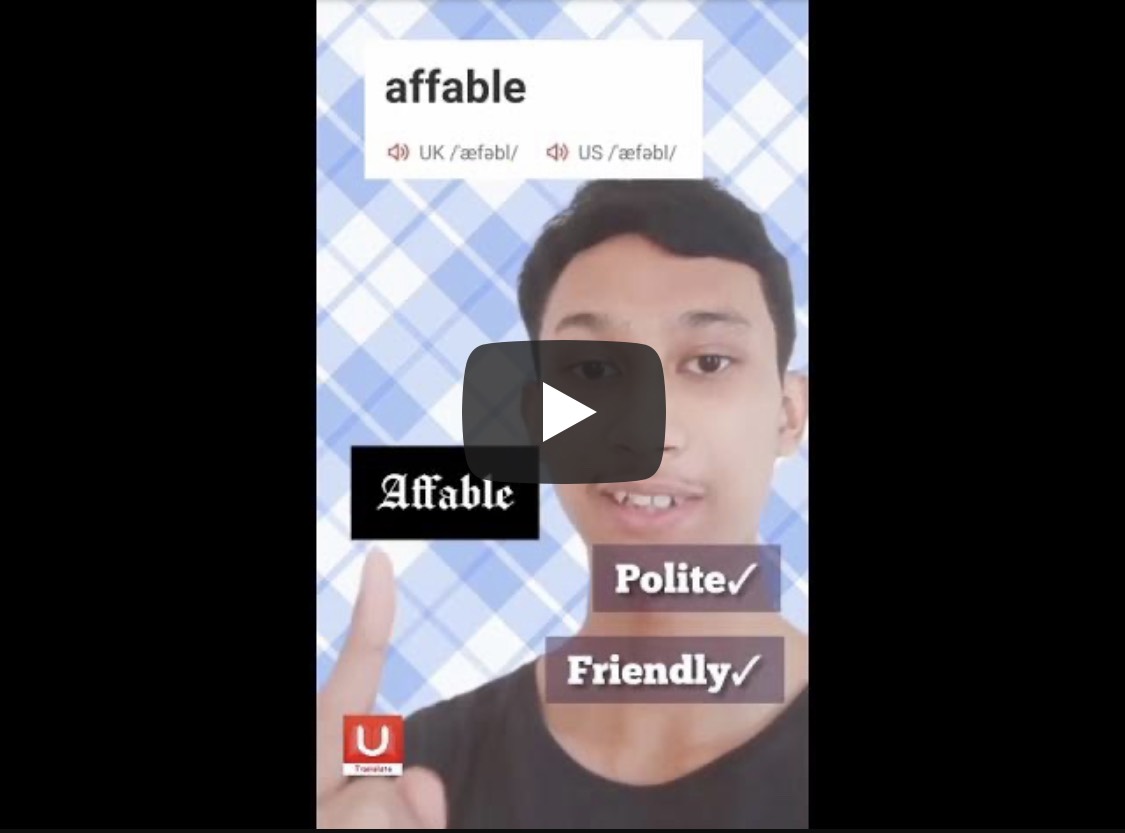 affable
UK /ˈæfəbl/ US /ˈæfəbl/
Affable
Polite✓
Friendly✓
U
Translate